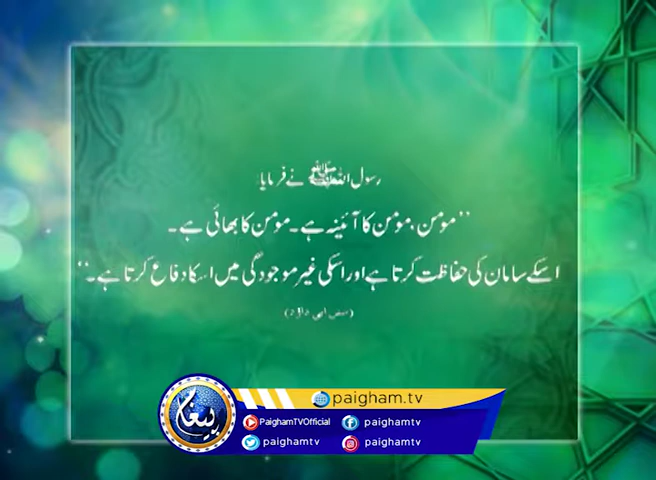 رسول اللہ ﷺ نے فرمایا:
”مومن، مومن کا آئینہ ہے۔ مومن کا بھائی ہے۔
اسکے سامان کی حفاظت کرتا ہے اور اسکی غیر موجودگی میں اسکا دفاع کرتا ہے۔“
(سنن ابی داؤد)
پیغام
paigham.tv
PaighamTVOfficial paighamtv
paighamtv paighamtv